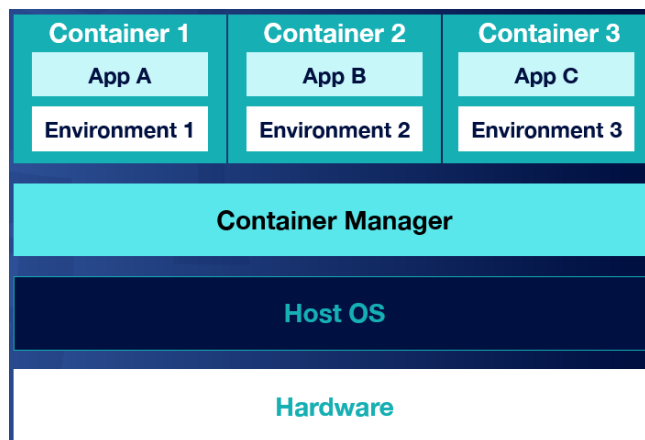 Container 1 Container 2 Container 3
App A App B App C
Environment 1 Environment 2 Environment 3
Container Manager
Host OS
Hardware